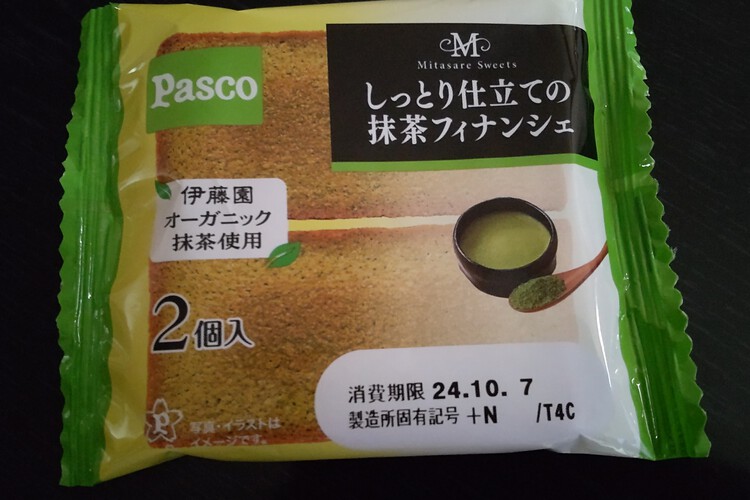 Pasco
M
Mitasare Sweets
しっとり仕立ての
抹茶フィナンシェ
伊藤園
オーガニック
抹茶使用
2個入
消費期限 24.10. 7
製造所固有記号 +N /T4C
P
写真・イラストは
イメージです。